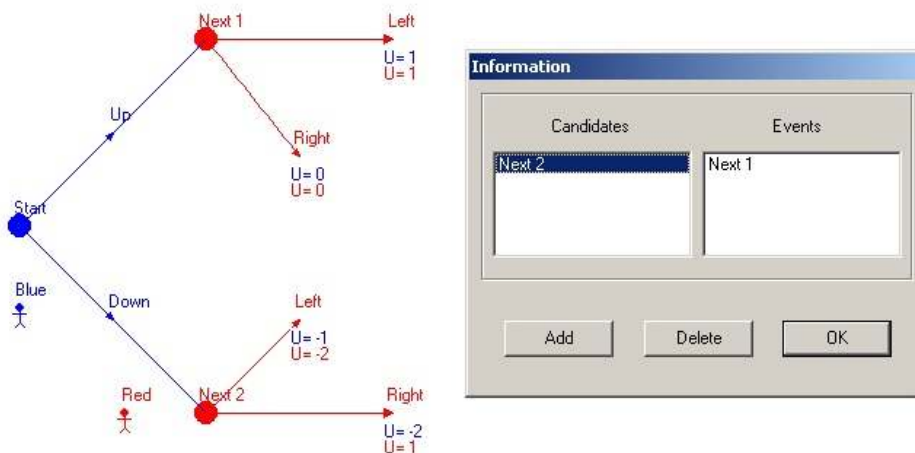 Next 1
Left
U= 1
U= 1
Up
Right
U= 0
U= 0
Start
Blue
Down
Left
U= -1
U= -2
Red
Next 2
Right
U= -2
U= 1
Information
Candidates
Events
Next 2
Next 1
Add
Delete
OK